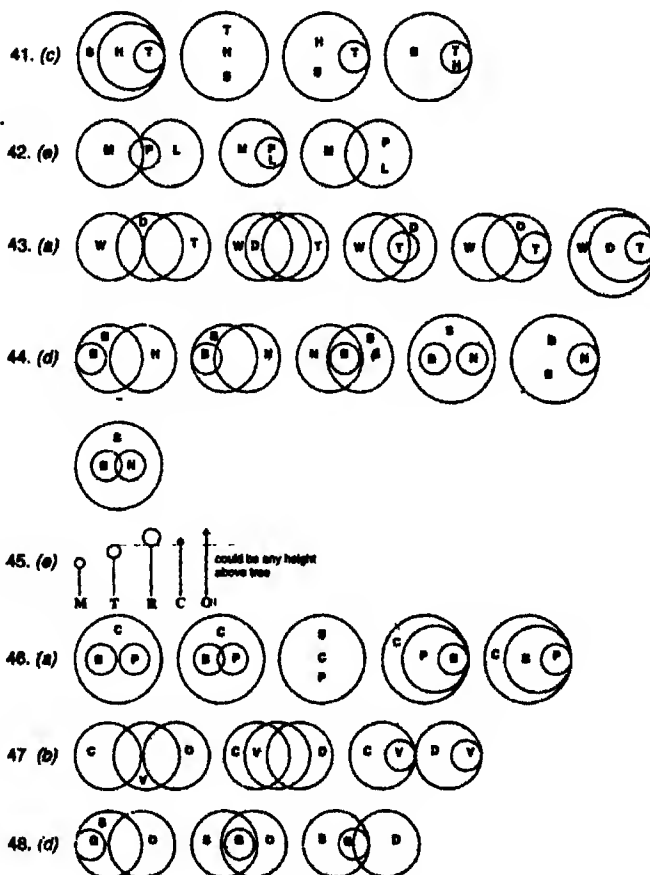 41. (c) S H T T H S H S T S T H
42. (e) M P L M P L M P L
43. (a) W D T W D T W T D W D T W D T
44. (d) H N S D
S
N
45. (e) could be any height
above tree
M T R C O
46. (a) C P C P S C P C P C S P
47 (b) C V D C V D C V D V
48. (d) S O S O S D